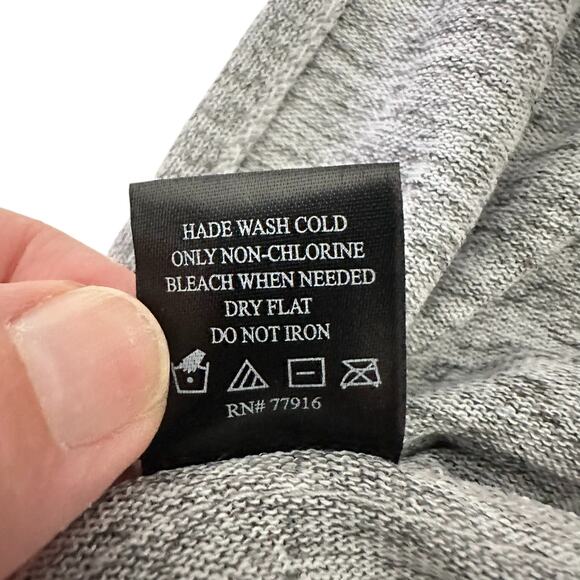 HADE WASH COLD
ONLY NON-CHLORINE
BLEACH WHEN NEEDED
DRY FLAT
DO NOT IRON
RN# 77916